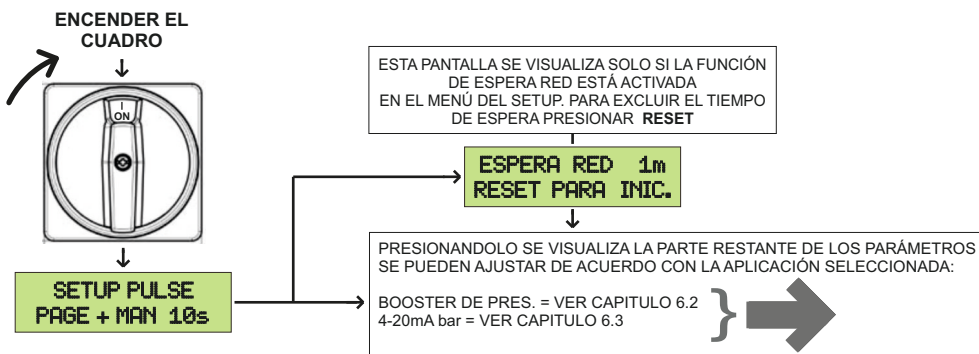 ENCENDER EL
CUADRO
I
ON
SETUP PULSE
PAGE + MAN 10s
ESTA PANTALLA SE VISUALIZA SOLO SI LA FUNCIÓN
DE ESPERA RED ESTÁ ACTIVADA
EN EL MENÚ DEL SETUP. PARA EXCLUIR EL TIEMPO
DE ESPERA PRESIONAR RESET
ESPERA RED 1m
RESET PARA INIC.
PRESIONANDOLO SE VISUALIZA LA PARTE RESTANTE DE LOS PARÁMETROS
SE PUEDEN AJUSTAR DE ACUERDO CON LA APLICACIÓN SELECCIONADA:
BOOSTER DE PRES. = VER CAPITULO 6.2
4-20mA bar = VER CAPITULO 6.3